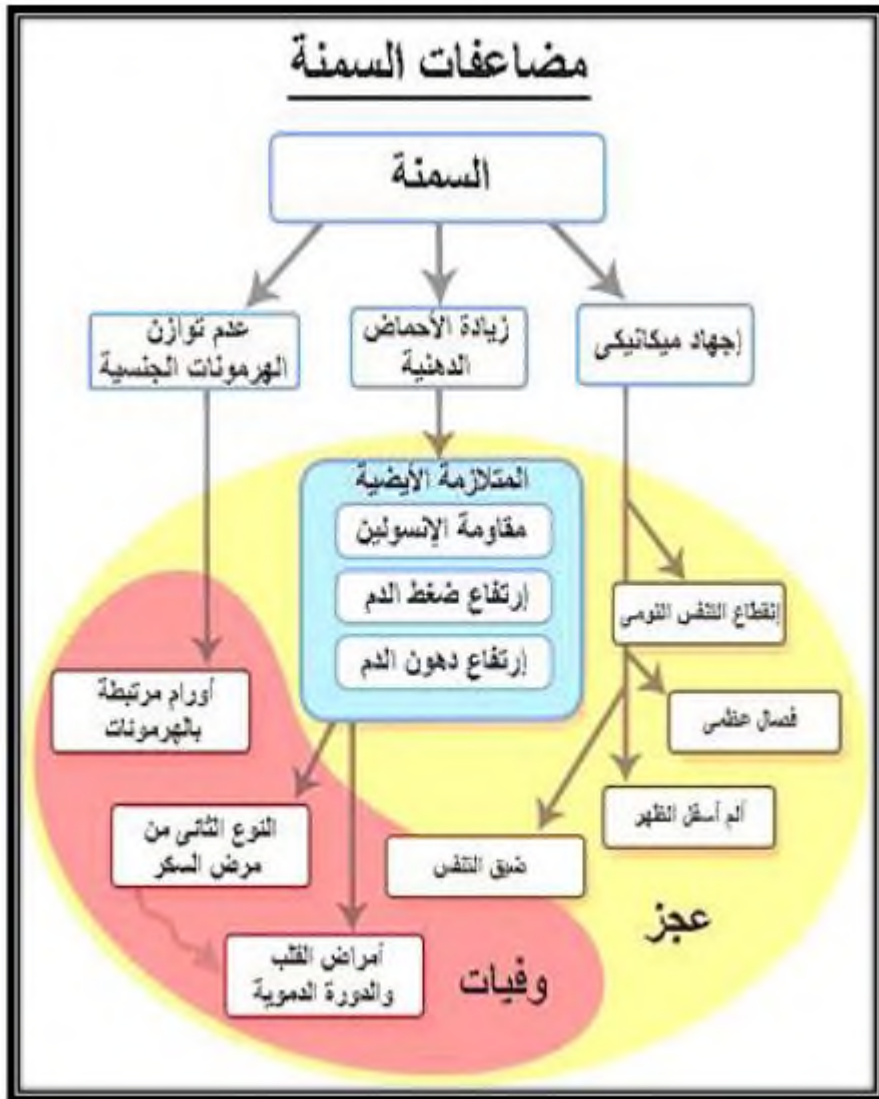 مضاعفات السمنة
السمنة
إجهاد ميكانيكى
زيادة الأحماض
الدهنية
عدم توازن
الهرمونات الجنسية
المتلازمة الأيضية
مقاومة الإنسولين
إرتفاع ضغط الدم
إرتفاع دهون الدم
إنقطاع التنفس النومى
فصال عظمى
ألم أسفل الظهر
ضيق التنفس
أورام مرتبطة
بالهرمونات
النوع الثانى من
مرض السكر
أمراض القلب
والدورة الدموية
عجز
وفيات